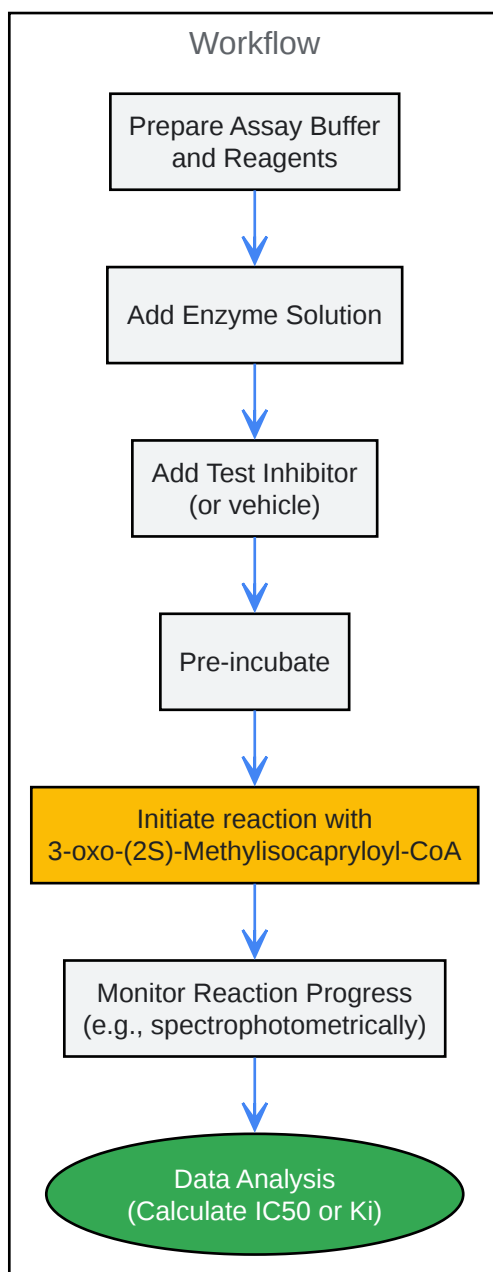 Workflow
Prepare Assay Buffer
and Reagents
Add Enzyme Solution
Add Test Inhibitor
(or vehicle)
Pre-incubate
Initiate reaction with
3-oxo-(2S)-Methylisocapryloyl-CoA
Monitor Reaction Progress
(e.g., spectrophotometrically)
Data Analysis
(Calculate IC50 or Ki)